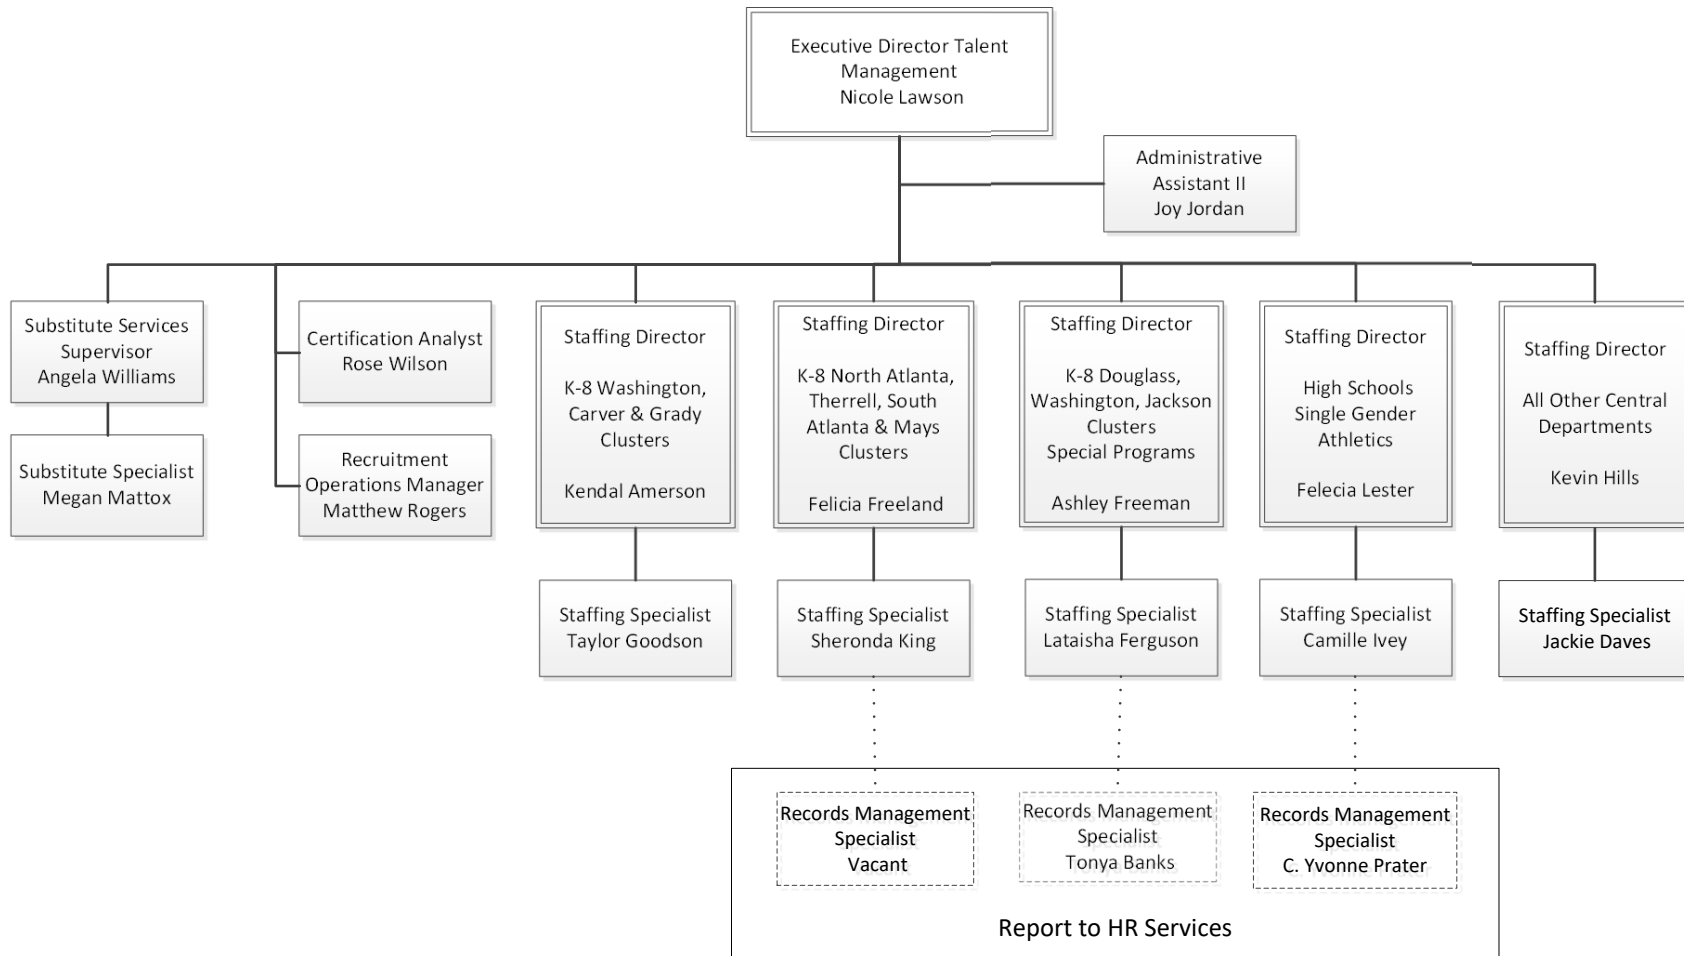 Executive Director Talent
Management
Nicole Lawson
Administrative
Assistant II
Joy Jordan
Substitute Services
Supervisor
Angela Williams
Substitute Specialist
Megan Mattox
Certification Analyst
Rose Wilson
Recruitment
Operations Manager
Matthew Rogers
Staffing Director
K-8 Washington,
Carver & Grady
Clusters
Kendal Amerson
Staffing Specialist
Taylor Goodson
Staffing Director
K-8 North Atlanta,
Therrell, South
Atlanta & Mays
Clusters
Felicia Freeland
Staffing Specialist
Sheronda King
Staffing Director
K-8 Douglass,
Washington, Jackson
Clusters
Special Programs
Ashley Freeman
Staffing Specialist
Lataisha Ferguson
Staffing Director
High Schools
Single Gender
Athletics
Felecia Lester
Staffing Specialist
Camille Ivey
Staffing Director
All Other Central
Departments
Kevin Hills
Staffing Specialist
Jackie Daves
Records Management
Specialist
Vacant
Records Management
Specialist
Tonya Banks
Records Management
Specialist
C. Yvonne Prater
Report to HR Services